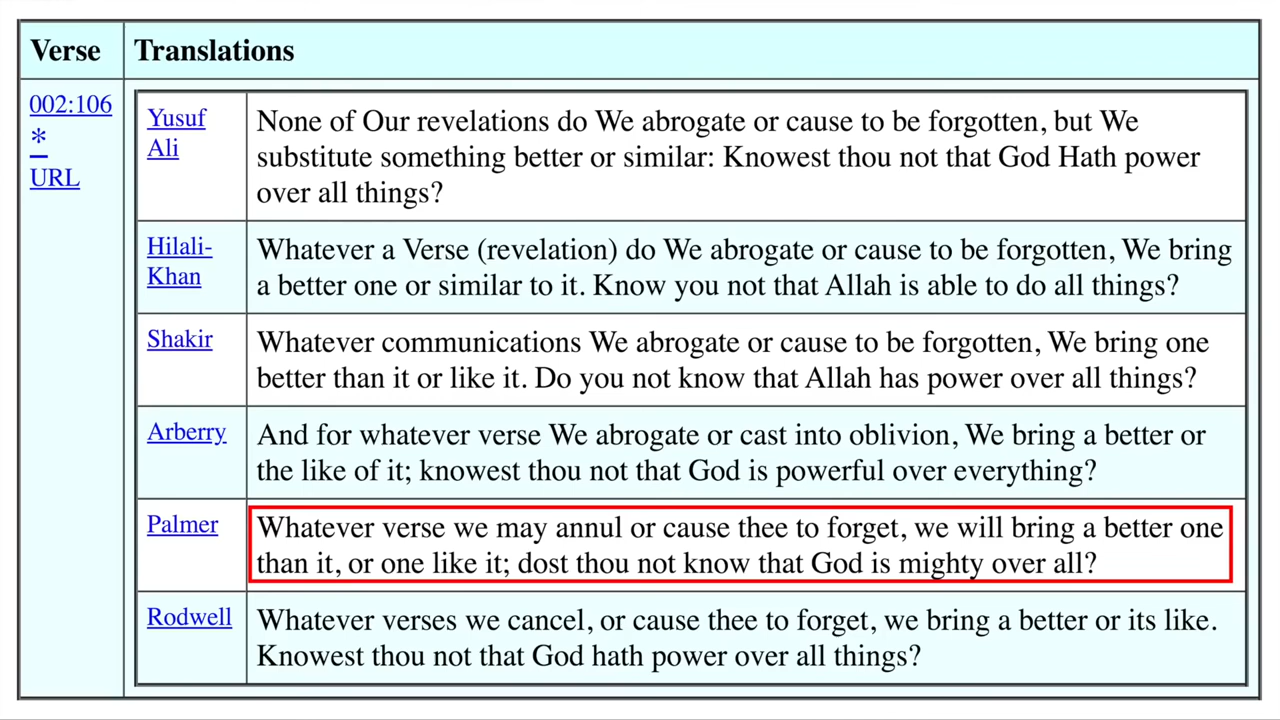 Verse Translations
002:106
*
URL
Yusuf
Ali
None of Our revelations do We abrogate or cause to be forgotten, but We
substitute something better or similar: Knowest thou not that God Hath power
over all things?
Hilali-
Khan
Whatever a Verse (revelation) do We abrogate or cause to be forgotten, We bring
a better one or similar to it. Know you not that Allah is able to do all things?
Shakir
Whatever communications We abrogate or cause to be forgotten, We bring one
better than it or like it. Do you not know that Allah has power over all things?
Arberry
And for whatever verse We abrogate or cast into oblivion, We bring a better or
the like of it; knowest thou not that God is powerful over everything?
Palmer
Whatever verse we may annul or cause thee to forget, we will bring a better one
than it, or one like it; dost thou not know that God is mighty over all?
Rodwell
Whatever verses we cancel, or cause thee to forget, we bring a better or its like.
Knowest thou not that God hath power over all things?